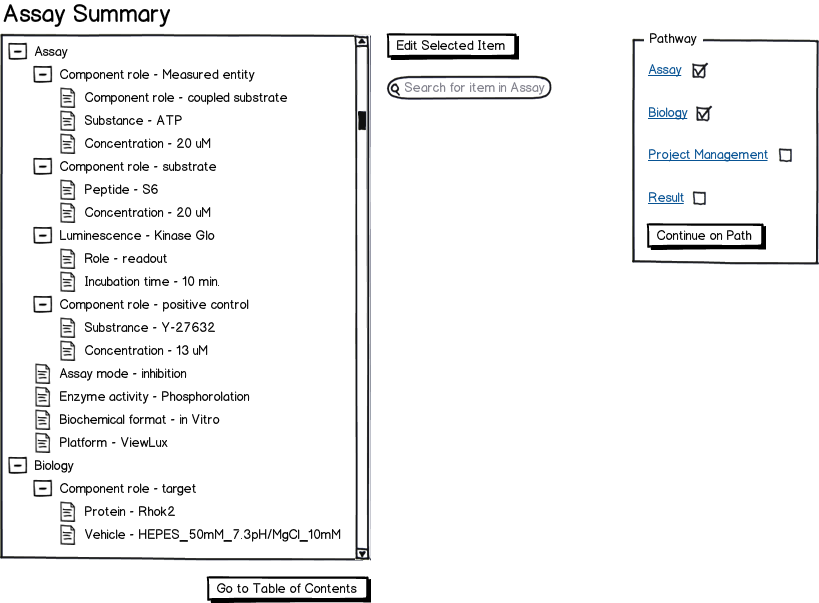 Assay Summary
Assay
Component role - Measured entity
Component role - coupled substrate
Substance - ATP
Concentration - 20 uM
Component role - substrate
Peptide - S6
Concentration - 20 uM
Luminescence - Kinase Glo
Role - readout
Incubation time - 10 min.
Component role - positive control
Substrance - Y-27632
Concentration - 13 uM
Assay mode - inhibition
Enzyme activity - Phosphorolation
Biochemical format - in Vitro
Platform - ViewLux
Biology
Component role - target
Protein - Rhok2
Vehicle - HEPES_50mM_7.3pH/MgCl_10mM
Go to Table of Contents
Edit Selected Item
Search for item in Assay
Pathway
Assay
Biology
Project Management
Result
Continue on Path